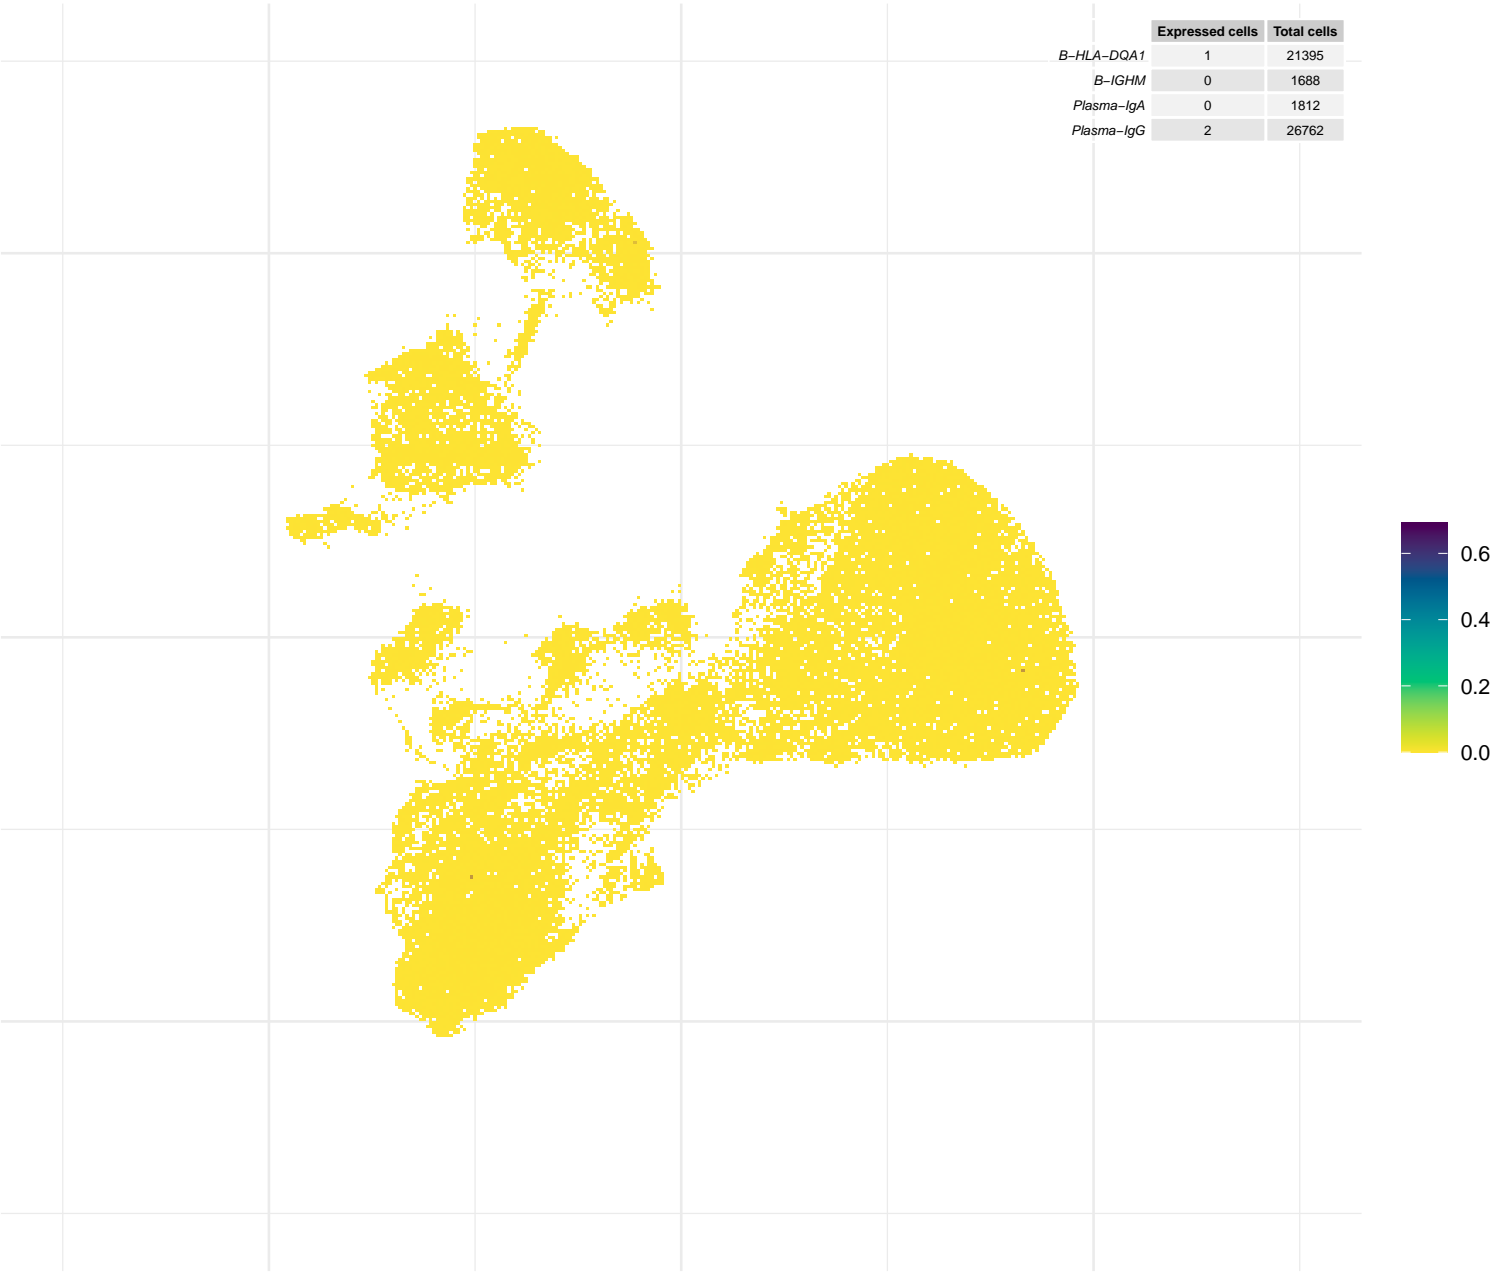 Expressed cells Total cells
B−HLA−DQA1 1 21395
B−IGHM 0 1688
Plasma−IgA 0 1812
Plasma−IgG 2 26762
0.6
0.4
0.2
0.0